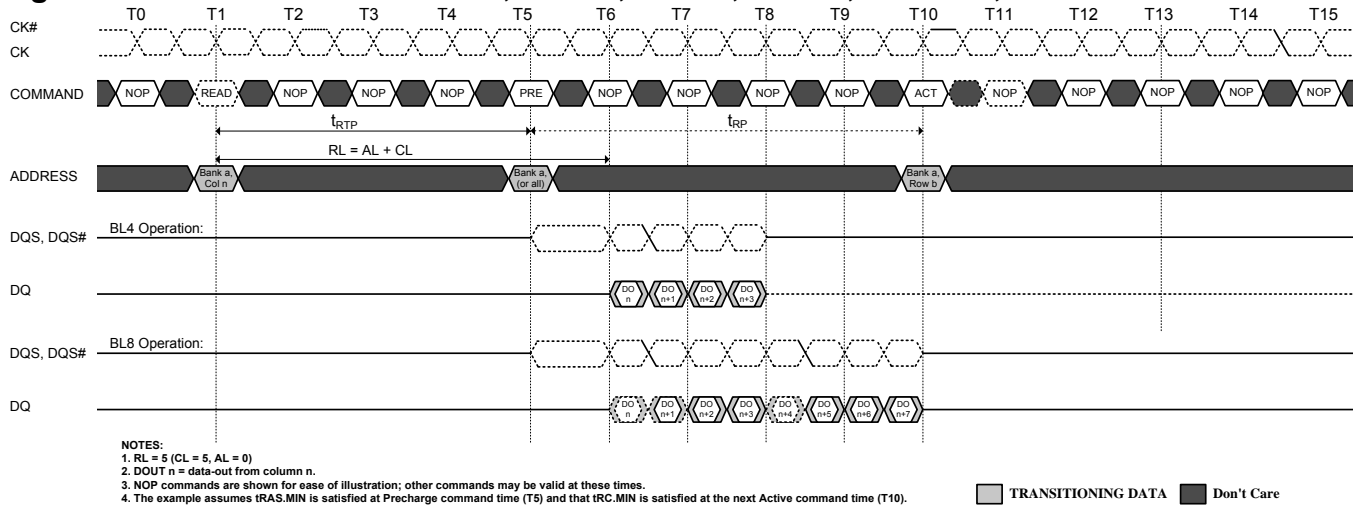 T0 T1 T2 T3 T4 T5 T6 T7 T8 T9 T10 T11 T12 T13 T14 T15
CK#
CK
COMMAND NOP READ NOP NOP NOP PRE NOP NOP NOP NOP ACT NOP NOP NOP NOP NOP
tRTP tRP
RL = AL + CL
ADDRESS Bank a, Col n Bank a, (or all) Bank a, Row b
BL4 Operation:
DQS, DQS#
DQ DO n DO n+1 DO n+2 DO n+3
BL8 Operation:
DQS, DQS#
DQ DO n DO n+1 DO n+2 DO n+3 DO n+4 DO n+5 DO n+6 DO n+7
NOTES:
1. RL = 5 (CL = 5, AL = 0)
2. DOUT n = data-out from column n.
3. NOP commands are shown for ease of illustration; other commands may be valid at these times.
4. The example assumes tRAS.MIN is satisfied at Precharge command time (T5) and that tRC.MIN is satisfied at the next Active command time (T10).
TRANSITIONING DATA Don't Care